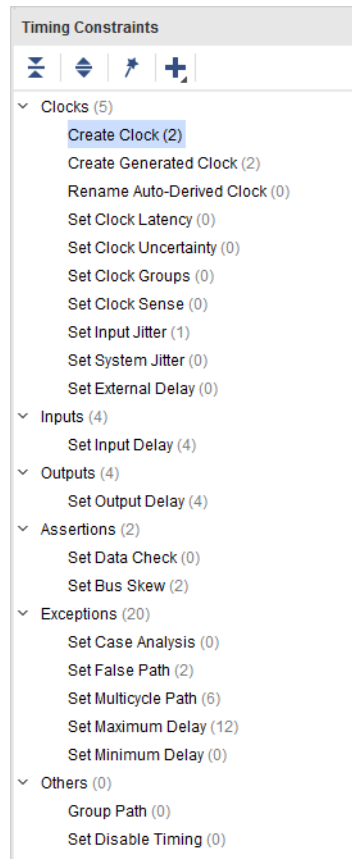 Timing Constraints
Clocks (5)
Create Clock (2)
Create Generated Clock (2)
Rename Auto-Derived Clock (0)
Set Clock Latency (0)
Set Clock Uncertainty (0)
Set Clock Groups (0)
Set Clock Sense (0)
Set Input Jitter (1)
Set System Jitter (0)
Set External Delay (0)
Inputs (4)
Set Input Delay (4)
Outputs (4)
Set Output Delay (4)
Assertions (2)
Set Data Check (0)
Set Bus Skew (2)
Exceptions (20)
Set Case Analysis (0)
Set False Path (2)
Set Multicycle Path (6)
Set Maximum Delay (12)
Set Minimum Delay (0)
Others (0)
Group Path (0)
Set Disable Timing (0)